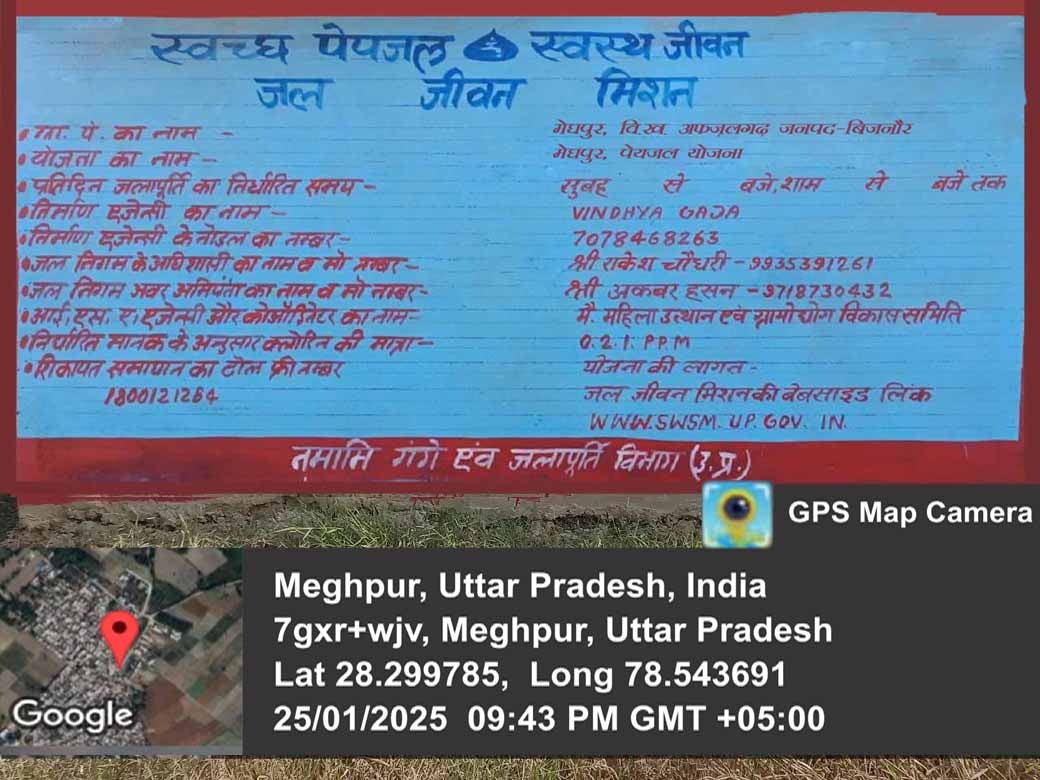 स्वच्छ पेयजल स्वस्थ जीवन
जल जीवन मिशन
ग्रा. पं. का नाम - मेघपुर, वि.ख. अफजलगढ़ जनपद-बिजनौर
योजना का नाम - मेघपुर, पेयजल योजना
प्रतिदिन जलापूर्ति का निर्धारित समय - सुबह से बजे, शाम से बजे तक
निर्माण एजेन्सी का नाम - VINDHYA GAJA
निर्माण एजेन्सी के नोडल का नम्बर - 7078468263
जल निगम के अधिशासी का नाम व मो नम्बर - श्री राकेश चौधरी - 9935391261
जल निगम अवर अभियंता का नाम व मो नम्बर - श्री अकबर हसन - 9718730432
आई. एस. ए. एजेन्सी और कोऑर्डिनेटर का नाम - मै. महिला उत्थान एवं ग्रामोद्योग विकास समिति
निर्धारित मानक के अनुसार क्लोरिन की मात्रा - 0.2.1. P.P.M
शिकायत समाधान का टोल फ्री नम्बर योजना की लागत -
1800121264 जल जीवन मिशन की वेबसाइड लिंक
WWW.SWSM.UP.GOV. IN.
नमामि गंगे एंव जलापूर्ति विभाग (उ.प्र.)
GPS Map Camera
Meghpur, Uttar Pradesh, India
7gxr+wjv, Meghpur, Uttar Pradesh
Lat 28.299785, Long 78.543691
25/01/2025 09:43 PM GMT +05:00
Google